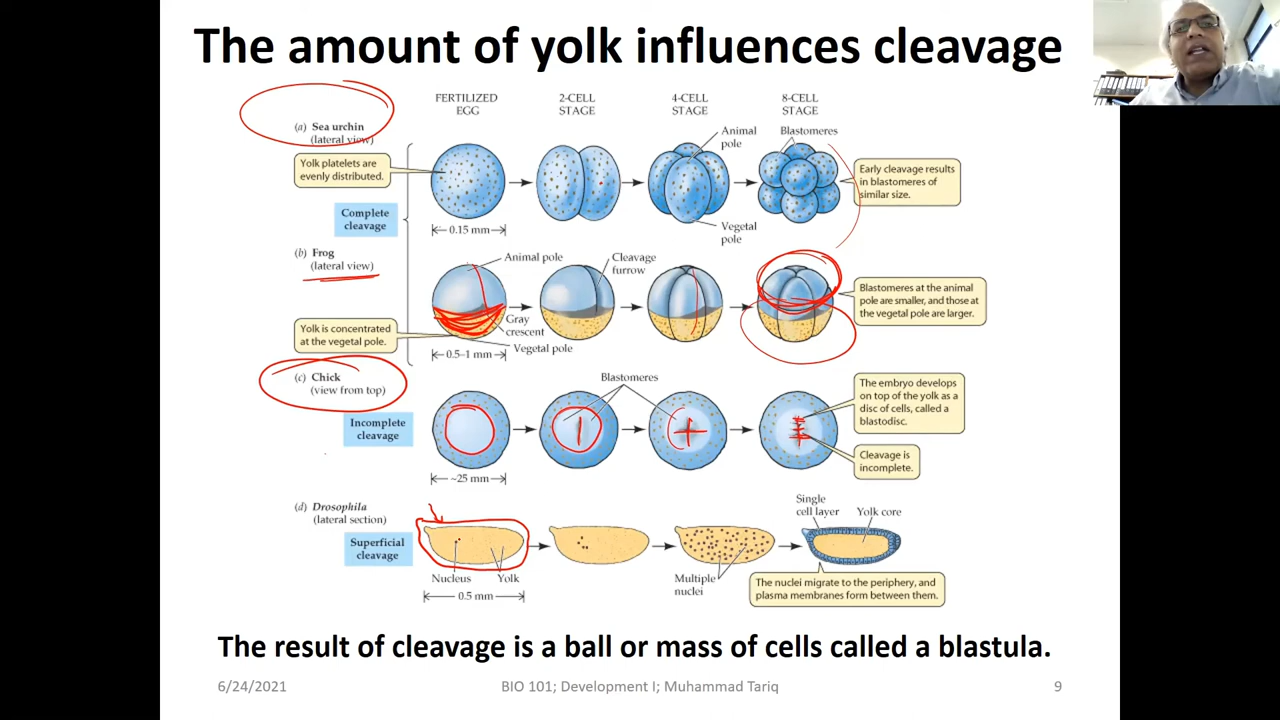 The amount of yolk influences cleavage
FERTILIZED
EGG
2-CELL
STAGE
4-CELL
STAGE
8-CELL
STAGE
(a) Sea urchin
(lateral view)
Yolk platelets are
evenly distributed.
Animal
pole
Blastomeres
Early cleavage results
in blastomeres of
similar size.
Complete
cleavage
0.15 mm
Vegetal
pole
(b) Frog
(lateral view)
Animal pole
Cleavage
furrow
Blastomeres at the animal
pole are smaller, and those at
the vegetal pole are larger.
Yolk is concentrated
at the vegetal pole.
Gray
crescent
Vegetal pole
0.5–1 mm
(c) Chick
(view from top)
Blastomeres
The embryo develops
on top of the yolk as a
disc of cells, called a
blastodisc.
Incomplete
cleavage
Cleavage is
incomplete.
~25 mm
(d) Drosophila
(lateral section)
Single
cell layer
Yolk core
Superficial
cleavage
Nucleus
Yolk
Multiple
nuclei
The nuclei migrate to the periphery, and
plasma membranes form between them.
0.5 mm
The result of cleavage is a ball or mass of cells called a blastula.
6/24/2021
BIO 101; Development I; Muhammad Tariq
9